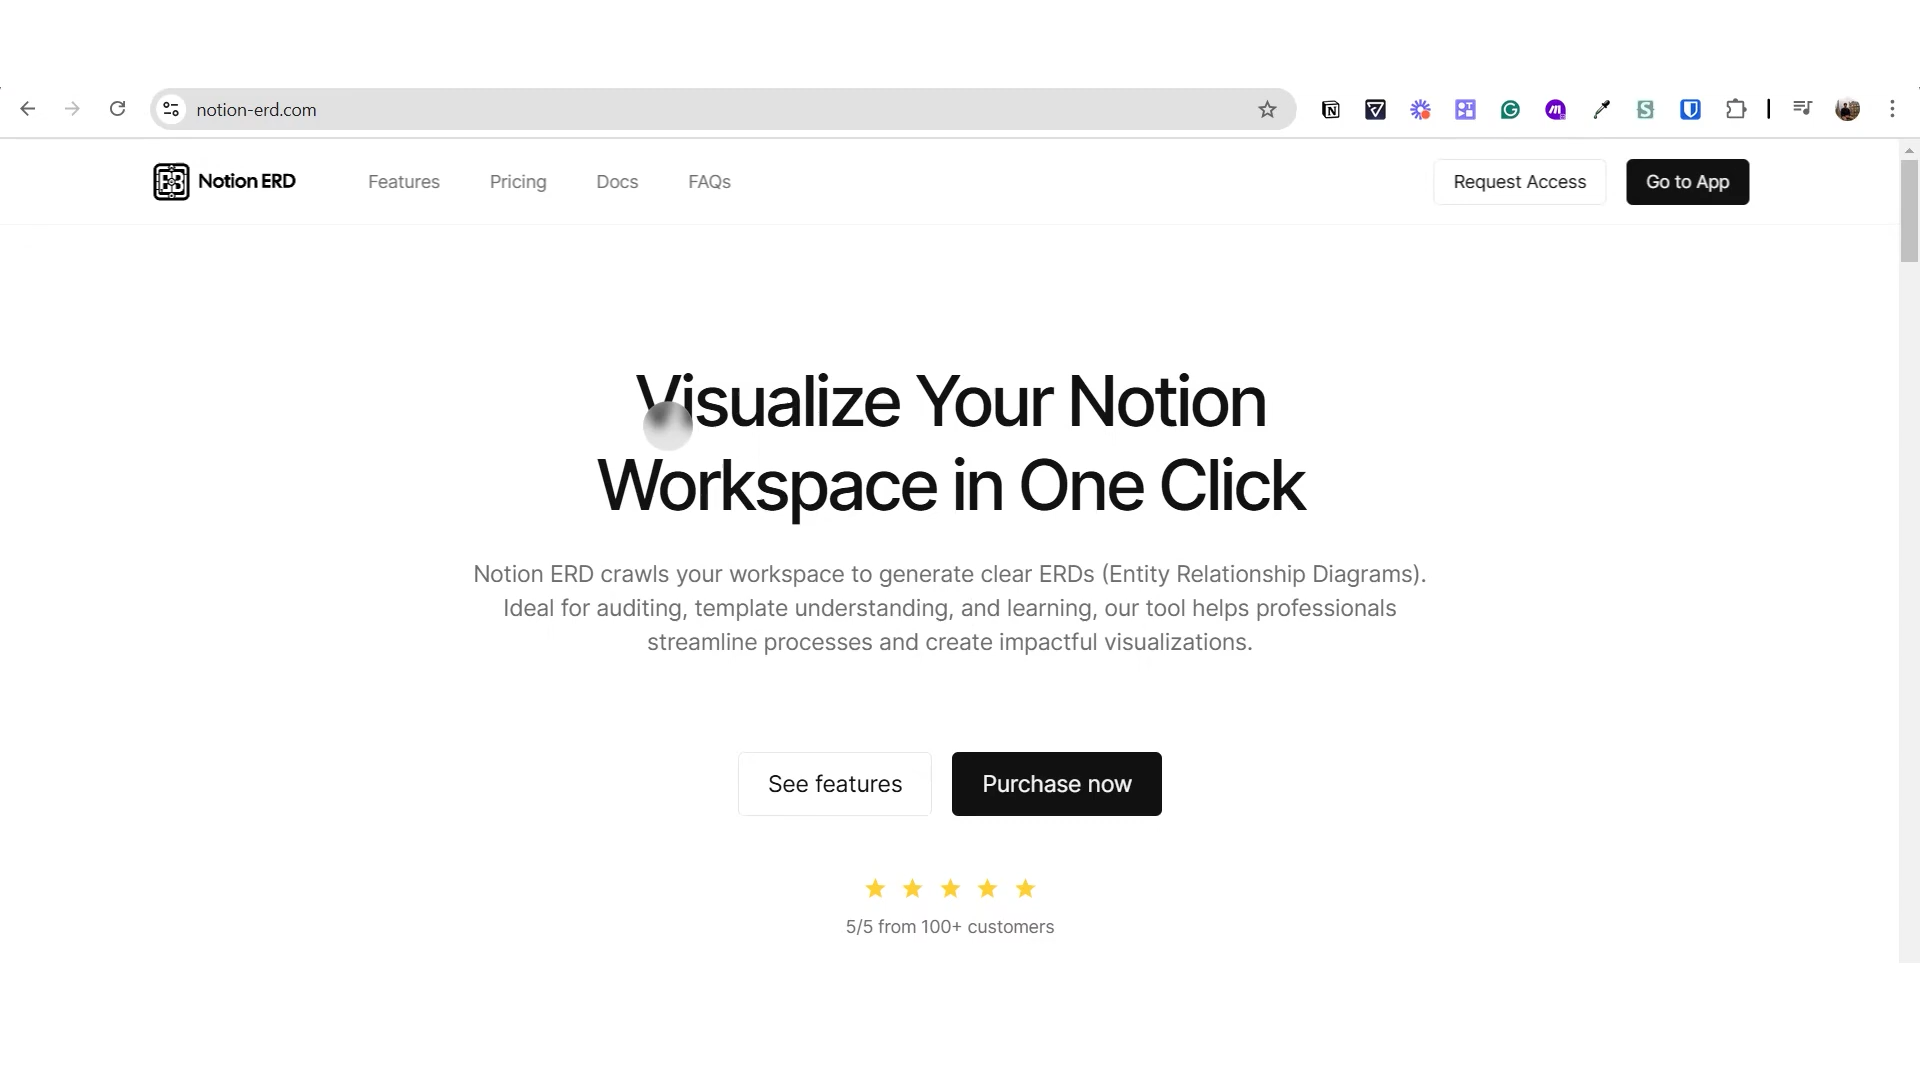 notion-erd.com
Notion ERD
Features
Pricing
Docs
FAQs
Request Access
Go to App
Visualize Your Notion
Workspace in One Click
Notion ERD crawls your workspace to generate clear ERDs (Entity Relationship Diagrams).
Ideal for auditing, template understanding, and learning, our tool helps professionals
streamline processes and create impactful visualizations.
See features
Purchase now
5/5 from 100+ customers